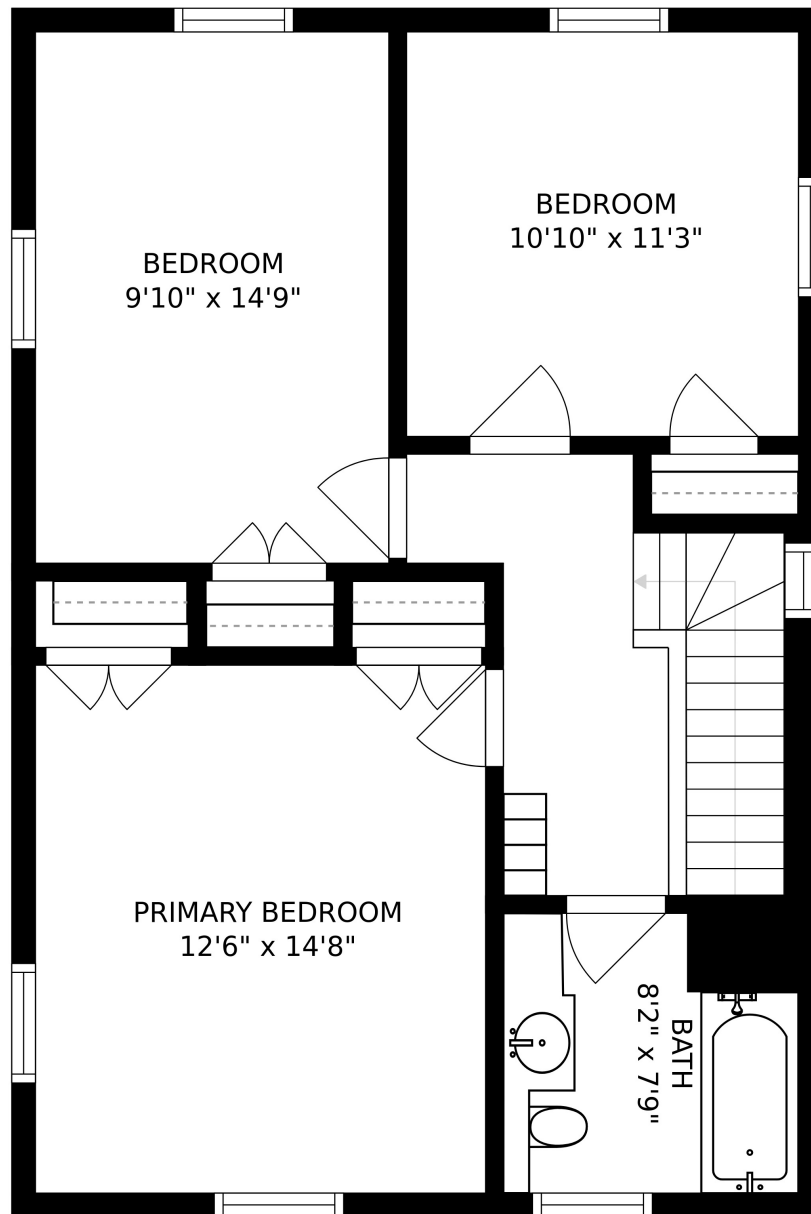 BEDROOM
10'10" x 11'3"
BEDROOM
9'10" x 14'9"
PRIMARY BEDROOM
12'6" x 14'8"
BATH
8'2" x 7'9"